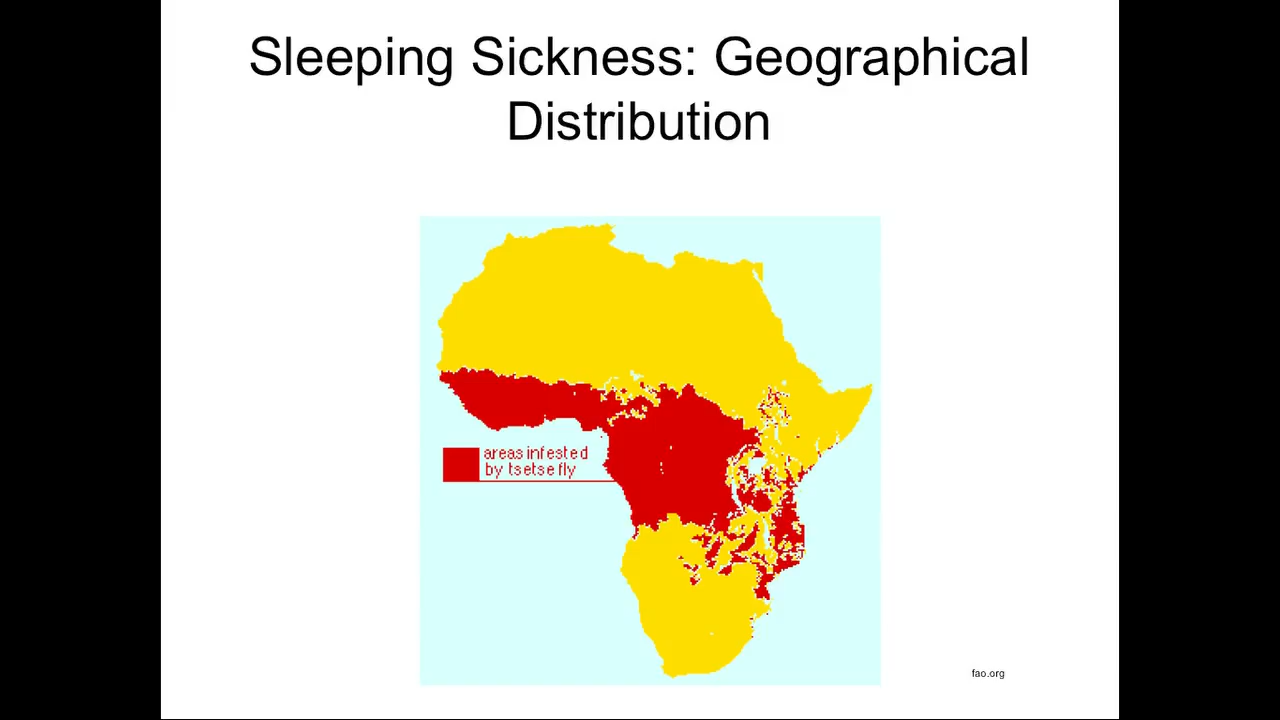 Sleeping Sickness: Geographical
Distribution
areas infested
by tsetse fly
fao.org